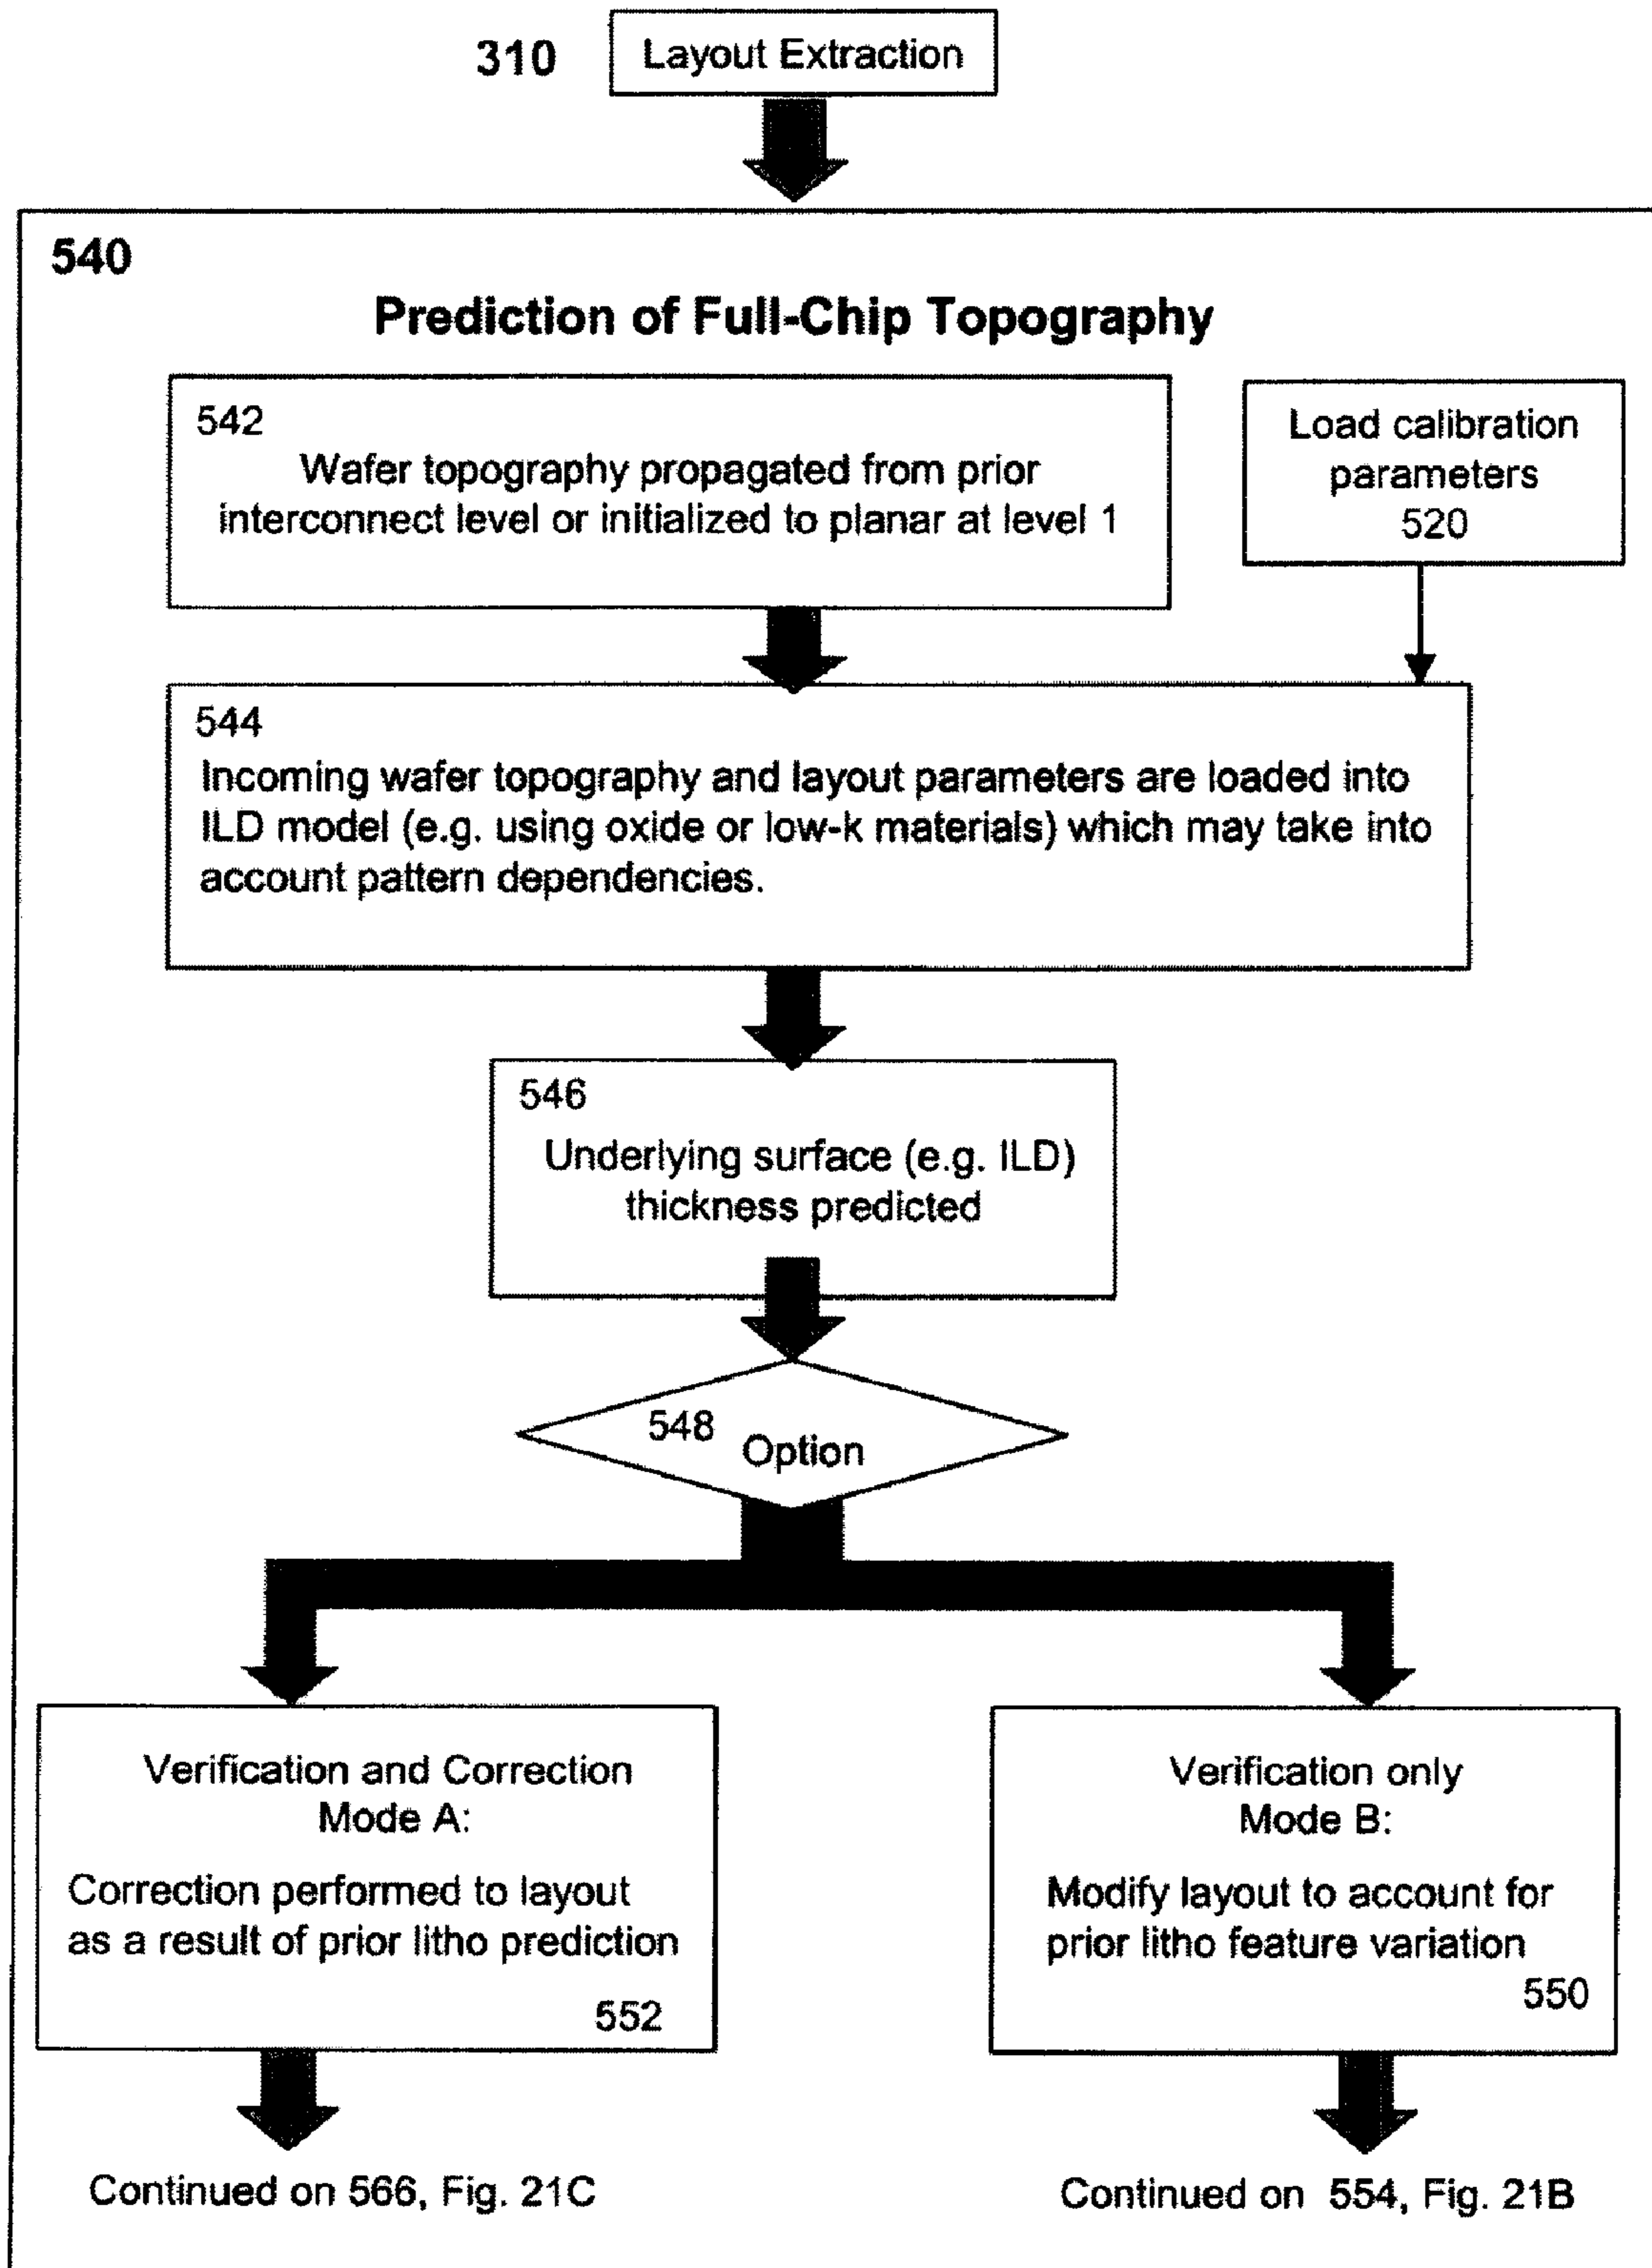 310
Layout Extraction
540
Prediction of Full-Chip Topography
542
Wafer topography propagated from prior
interconnect level or initialized to planar at level 1
Load calibration
parameters
520
544
Incoming wafer topography and layout parameters are loaded into
ILD model (e.g. using oxide or low-k materials) which may take into
account pattern dependencies.
546
Underlying surface (e.g. ILD)
thickness predicted
548
Option
Verification and Correction
Mode A:
Correction performed to layout
as a result of prior litho prediction
552
Verification only
Mode B:
Modify layout to account for
prior litho feature variation
550
Continued on 566, Fig. 21C
Continued on 554, Fig. 21B